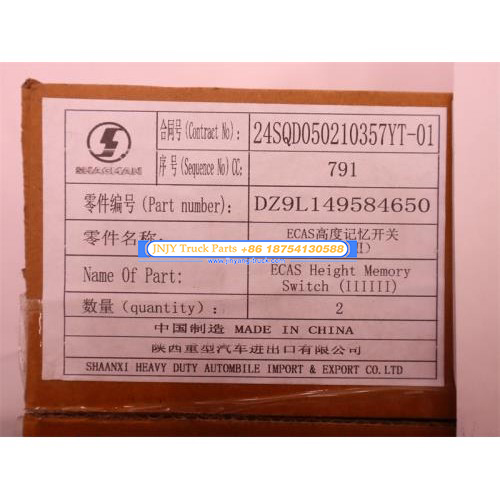 合同号(Contract No): 24SQD050210357YT-01
SHACMAN
序号(Sequence No) CC: 791
零件编号(Part number): DZ9L149584650
零件名称: ECAS高度记忆开关
JNJY Truck Parts +86 18754130588
Name Of Part: ECAS Height Memory
Switch (IIIIII)
数量(quantity): 2
中国制造 MADE IN CHINA
陕西重型汽车进出口有限公司
SHAANXI HEAVY DUTY AUTOMBILE IMPORT & EXPORT CO,LTD